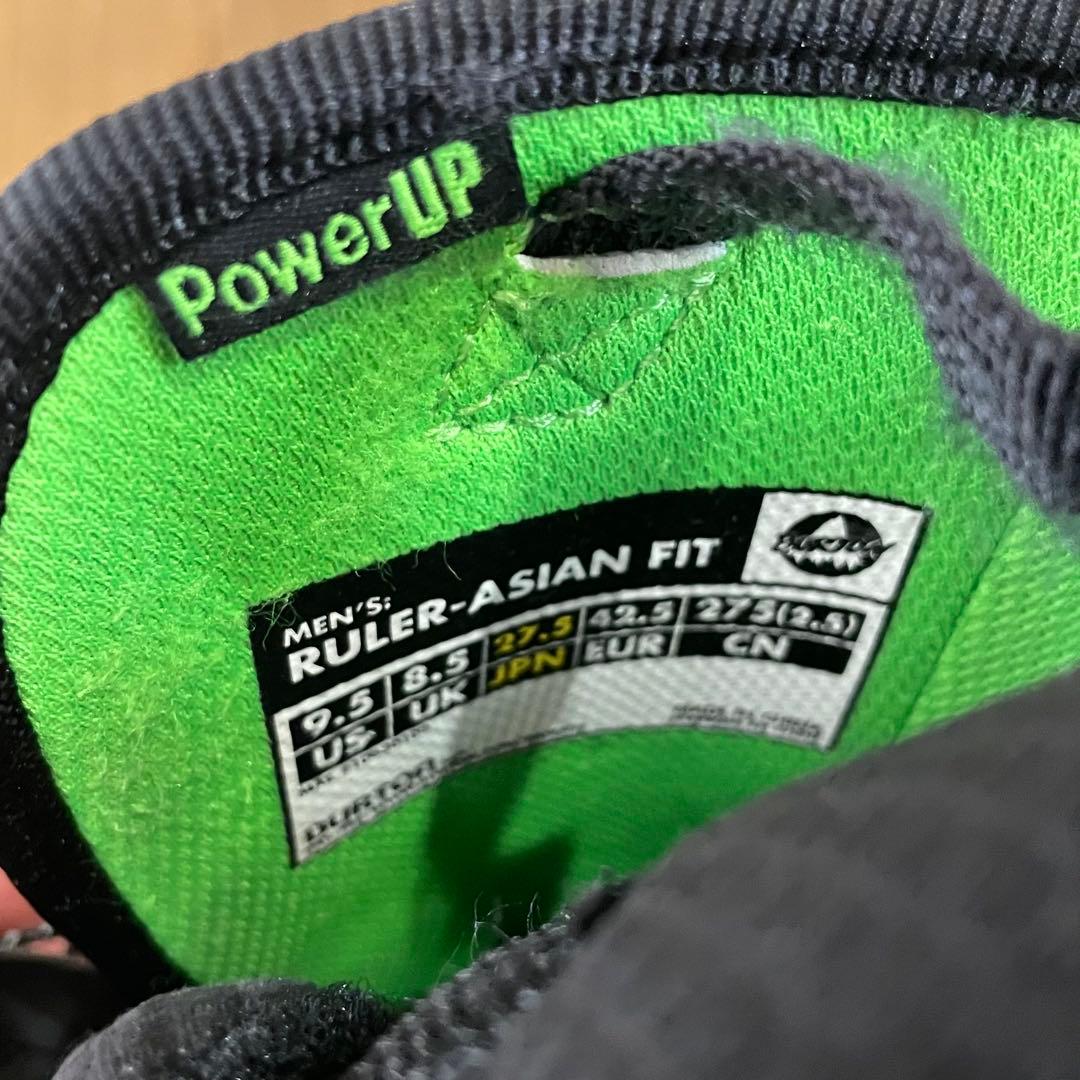 PowerUP
MEN'S:
RULER-ASIAN FIT
9.5 8.5 27.5 42.5 275(2.5)
US UK JPN EUR CN
BURTON